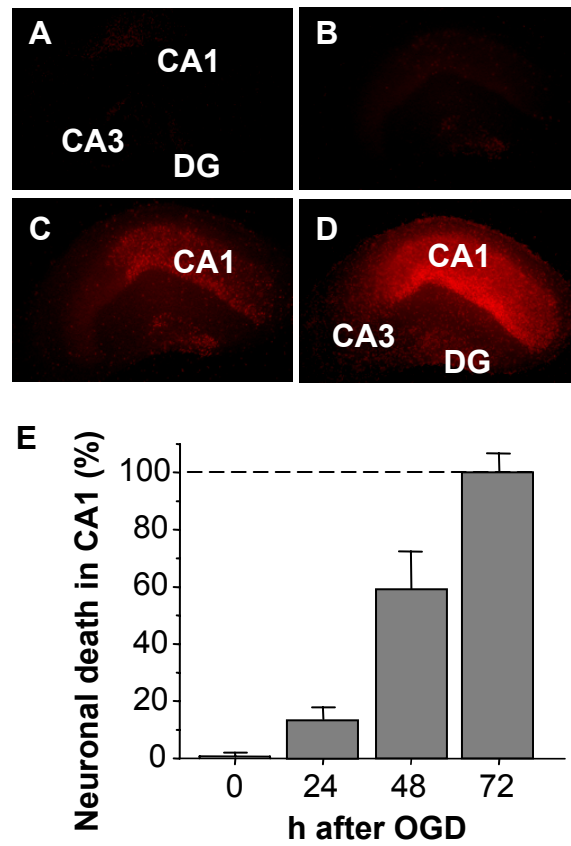 A
CA1
CA3
DG
B
C
CA1
D
CA1
CA3
DG
E
Neuronal death in CA1 (%)
100
80
60
40
20
0
0 24 48 72
h after OGD